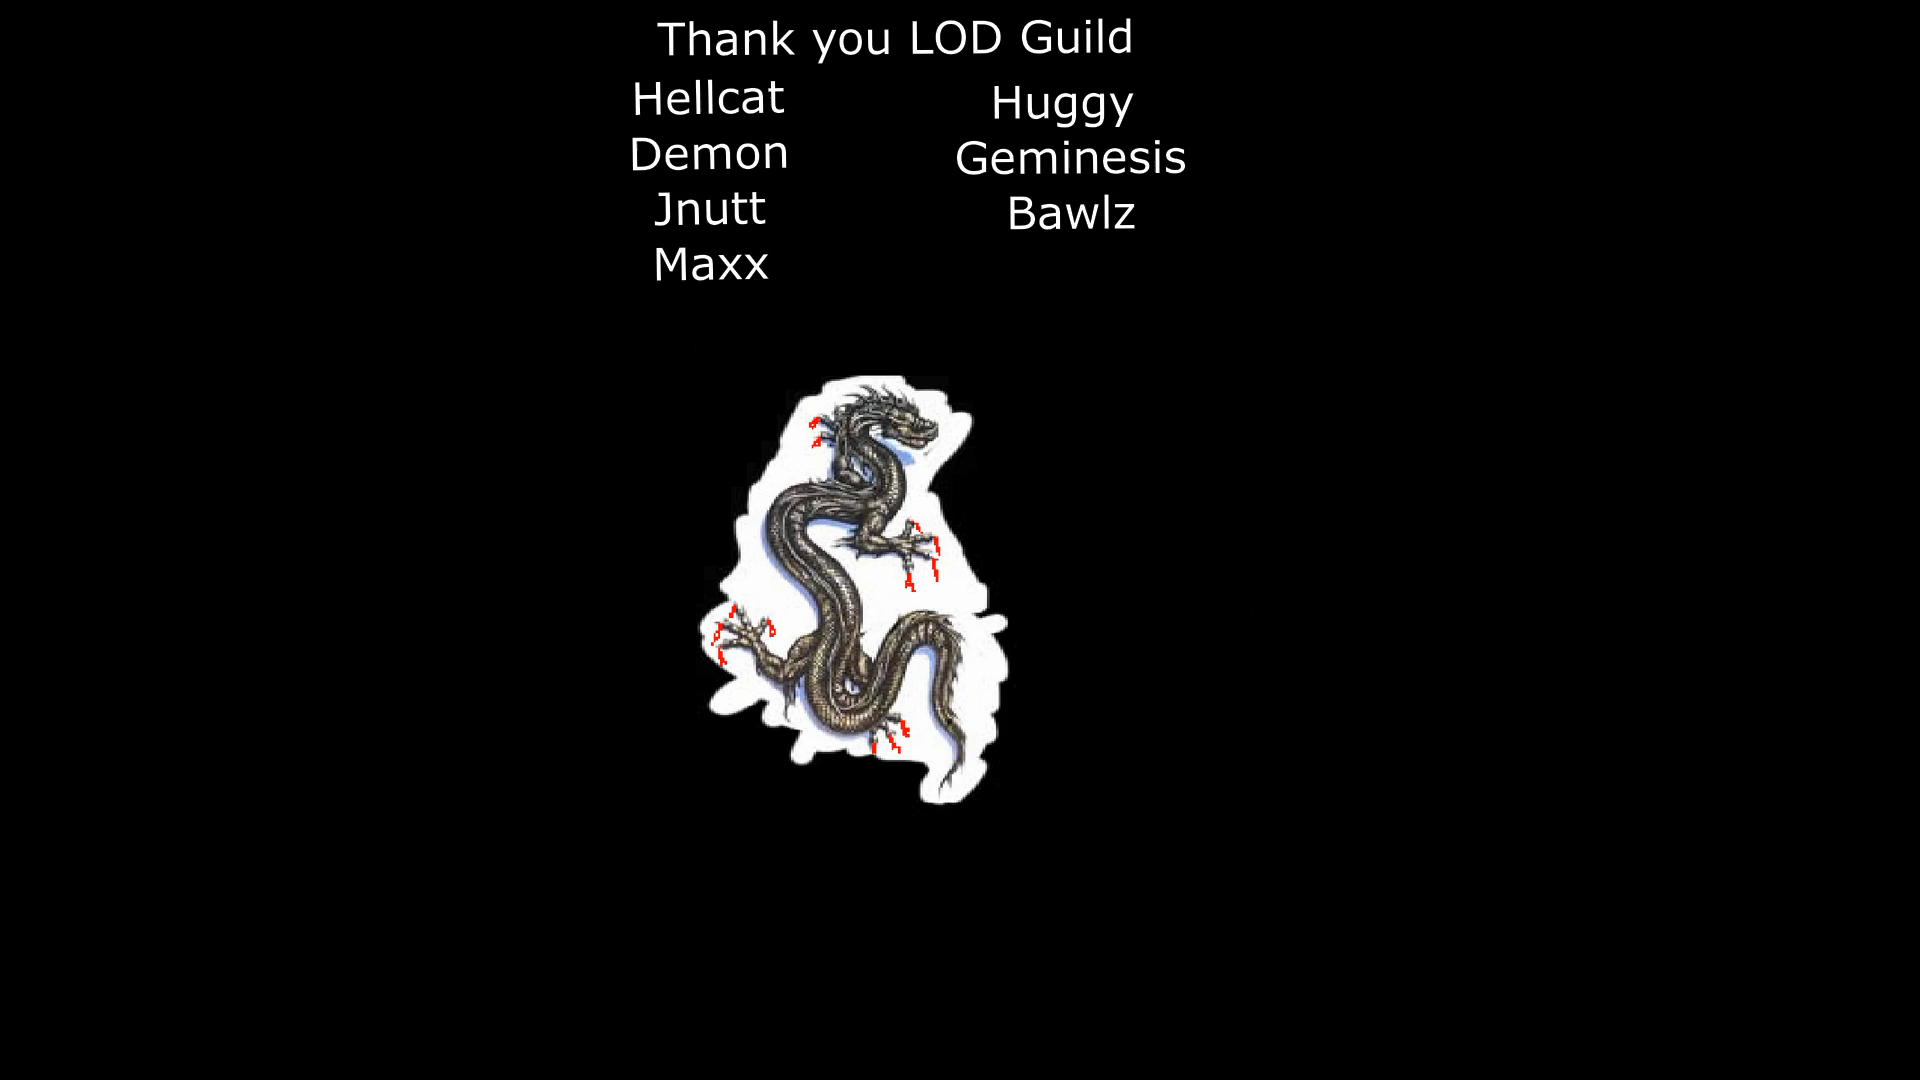 Thank you LOD Guild
Hellcat
Demon
Jnutt
Maxx
Huggy
Geminesis
Bawlz